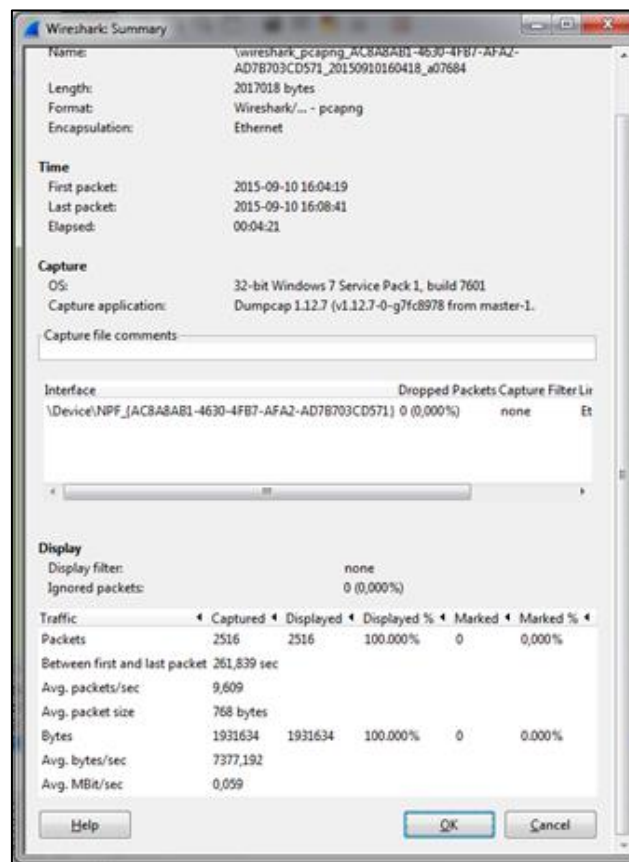 Wireshark: Summary
Name: \wireshark_pcapng_AC8A8AB1-4630-4FB7-AFA2-
AD7B703CD571_20150910160418_a07684
Length: 2017018 bytes
Format: Wireshark/... - pcapng
Encapsulation: Ethernet
Time
First packet: 2015-09-10 16:04:19
Last packet: 2015-09-10 16:08:41
Elapsed: 00:04:21
Capture
OS: 32-bit Windows 7 Service Pack 1, build 7601
Capture application: Dumpcap 1.12.7 (v1.12.7-0-g7fc8978 from master-1.
Capture file comments
Interface Dropped Packets Capture Filter Lir
\Device\NPF_{AC8A8AB1-4630-4FB7-AFA2-AD7B703CD571} 0 (0,000%) none Et
Display
Display filter: none
Ignored packets: 0 (0,000%)
Traffic Captured Displayed Displayed % Marked Marked %
Packets 2516 2516 100.000% 0 0,000%
Between first and last packet 261,839 sec
Avg. packets/sec 9,609
Avg. packet size 768 bytes
Bytes 1931634 1931634 100.000% 0 0.000%
Avg. bytes/sec 7377,192
Avg. MBit/sec 0,059
Help OK Cancel